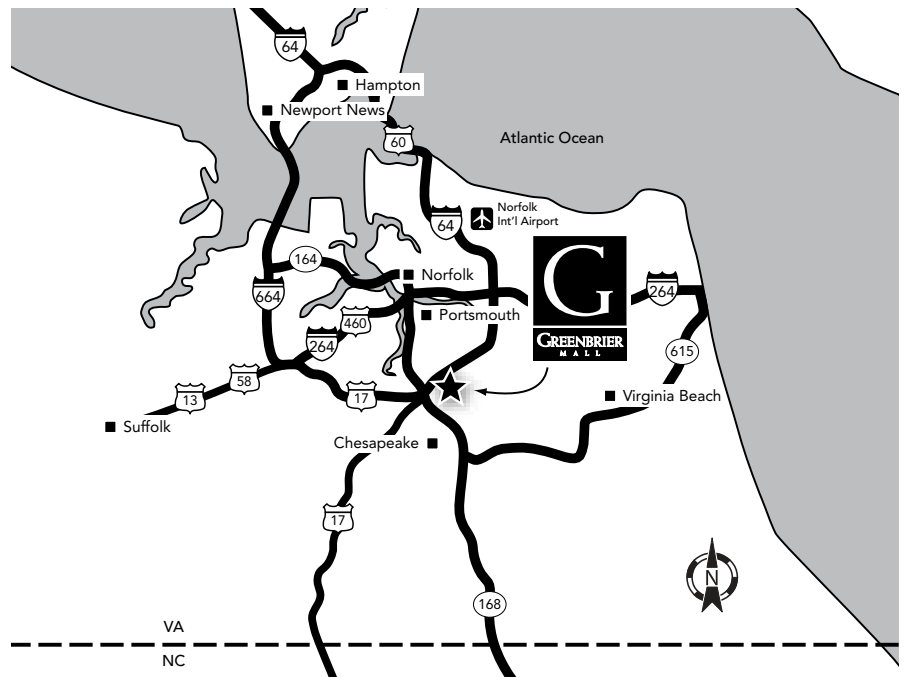 64
Hampton
Newport News
60
Atlantic Ocean
Norfolk
Int'l Airport
64
164
Norfolk
G
664
264
460
Portsmouth
GREENBRIER
MALL
264
615
58
13
17
Virginia Beach
Suffolk
Chesapeake
17
N
168
VA
NC